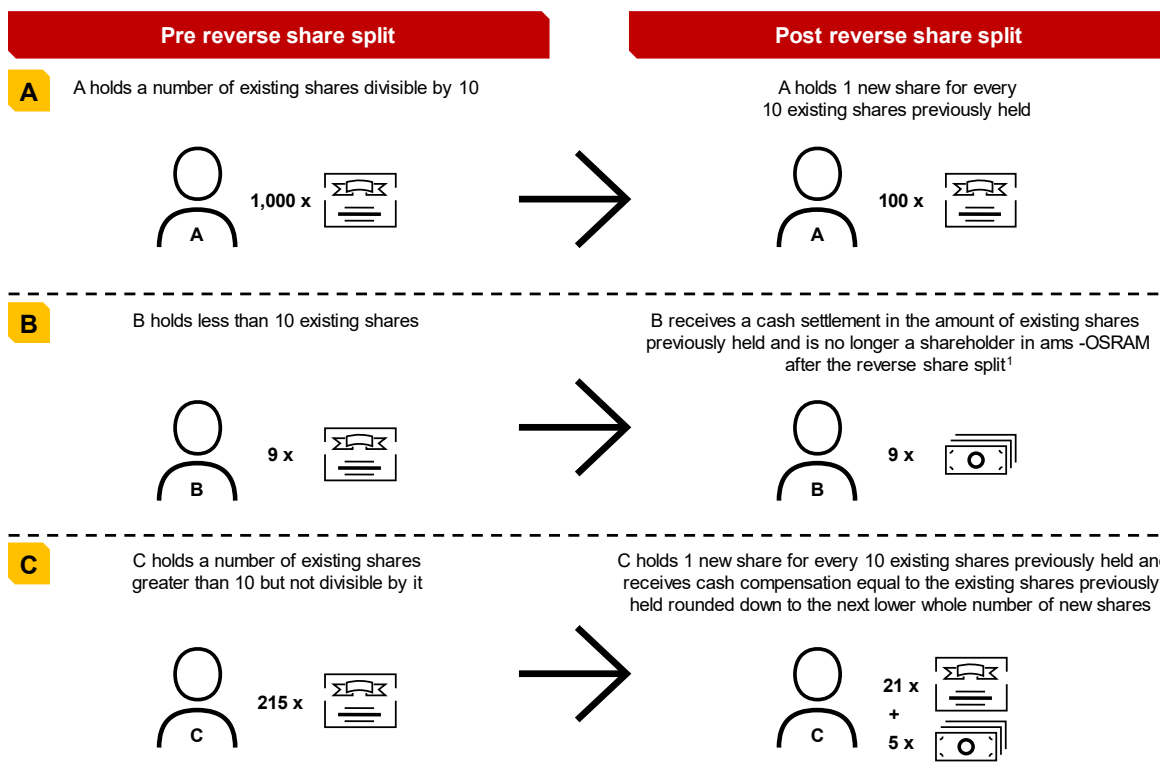 Pre reverse share split
Post reverse share split
A
A holds a number of existing shares divisible by 10
A holds 1 new share for every
10 existing shares previously held
1,000 x
A
100 x
A
B
B holds less than 10 existing shares
B receives a cash settlement in the amount of existing shares
previously held and is no longer a shareholder in ams -OSRAM
after the reverse share split¹
9 x
B
9 x
B
C
C holds a number of existing shares
greater than 10 but not divisible by it
C holds 1 new share for every 10 existing shares previously held and
receives cash compensation equal to the existing shares previously
held rounded down to the next lower whole number of new shares
215 x
C
21 x
+
5 x
C